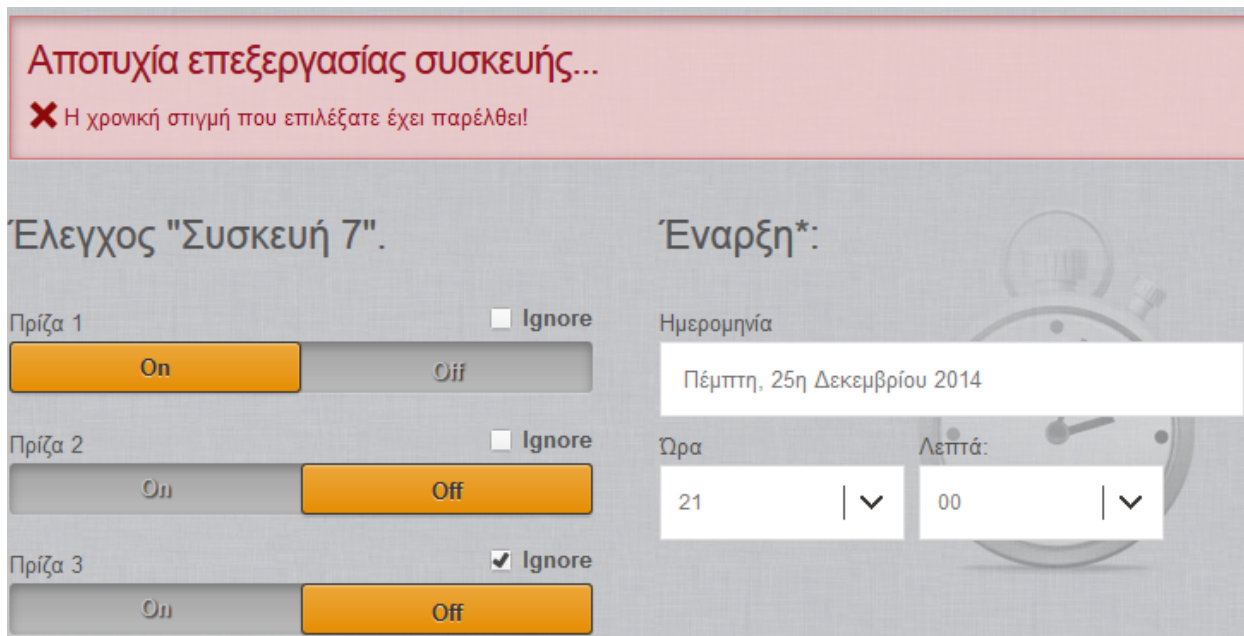 Αποτυχία επεξεργασίας συσκευής...
Η χρονική στιγμή που επιλέξατε έχει παρέλθει!
Έλεγχος "Συσκευή 7".
Πρίζα 1
Ignore
On
Off
Πρίζα 2
Ignore
On
Off
Πρίζα 3
Ignore
On
Off
Έναρξη*:
Ημερομηνία
Πέμπτη, 25η Δεκεμβρίου 2014
Ώρα
Λεπτά:
21
00